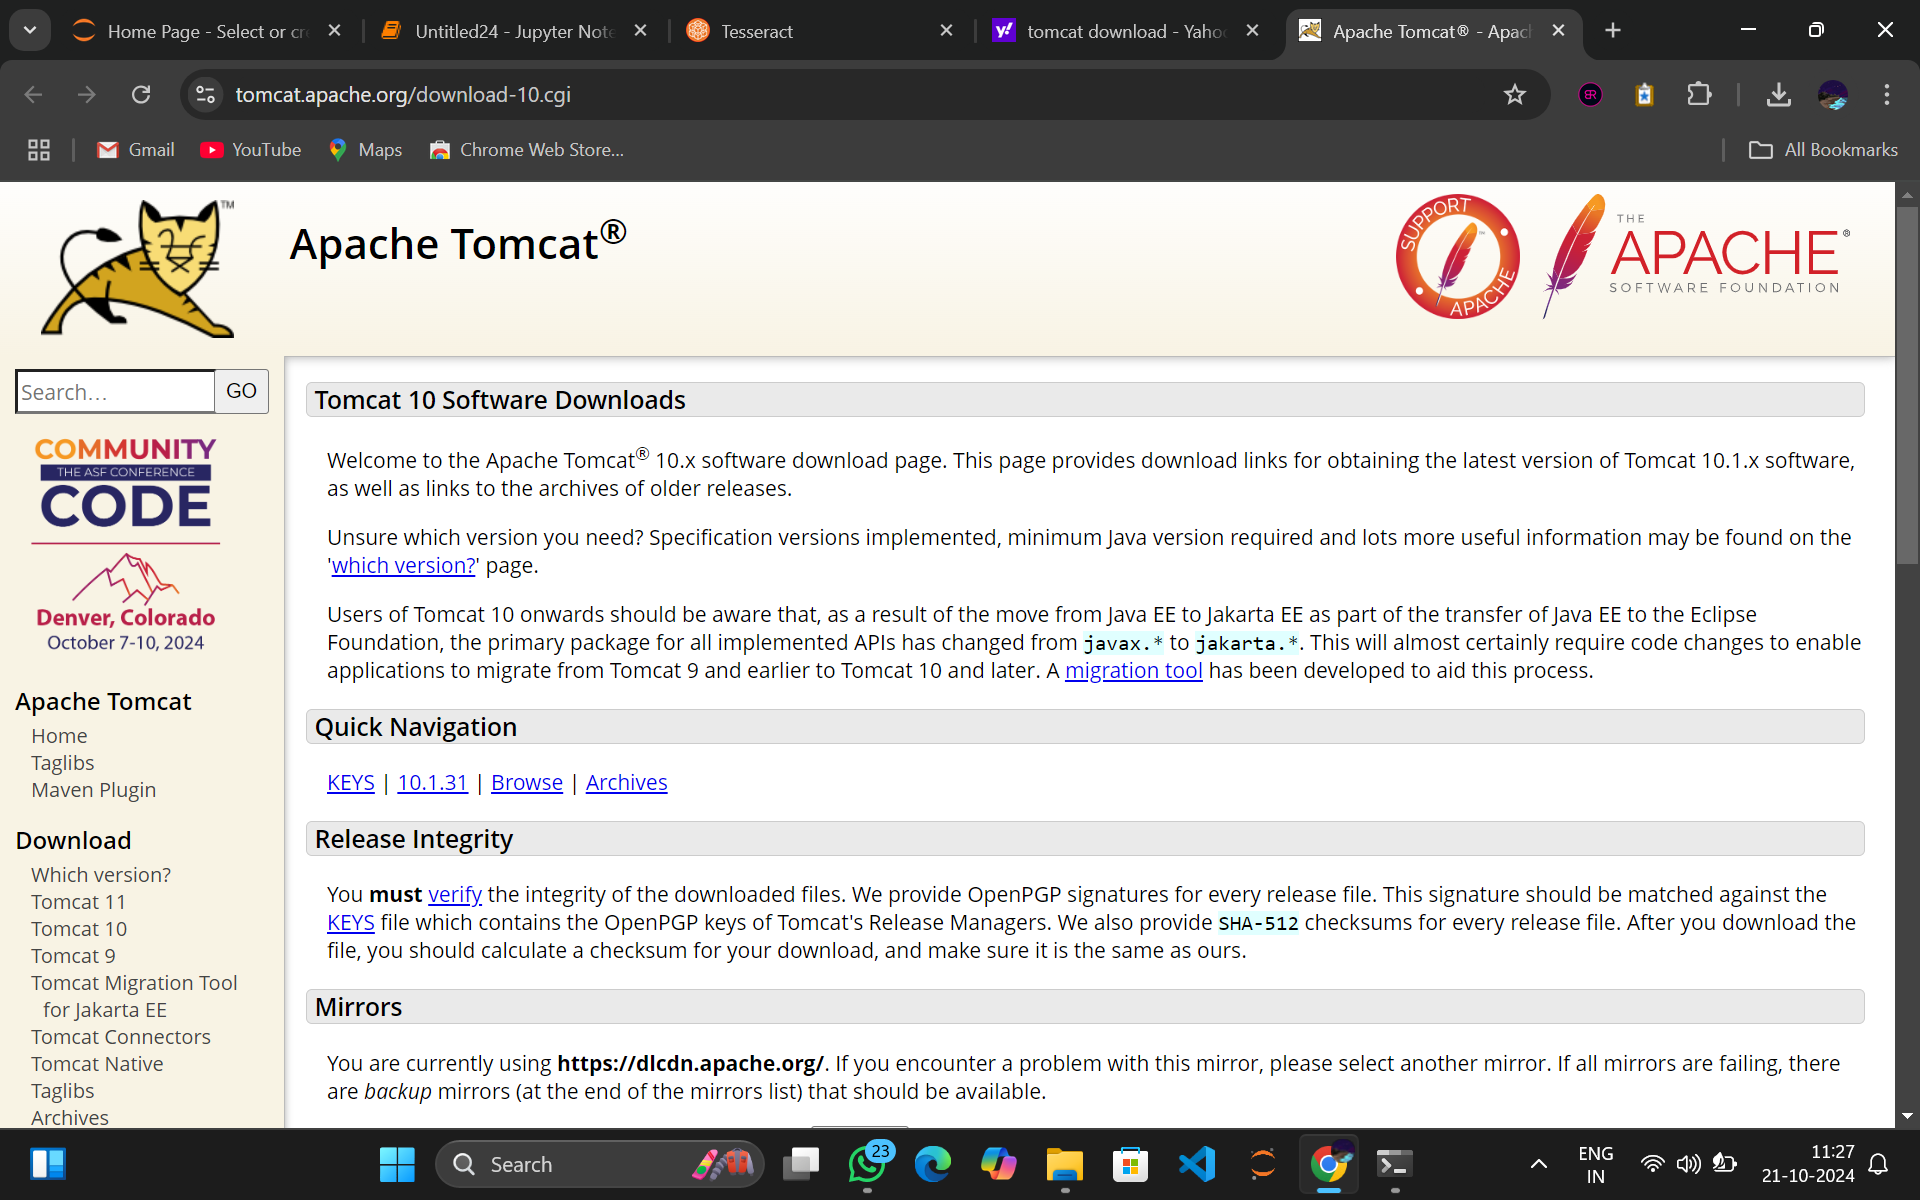 Home Page - Select or cr
Untitled24 - Jupyter Note
Tesseract
tomcat download - Yaho
Apache Tomcat® - Apac
tomcat.apache.org/download-10.cgi
Gmail
YouTube
Maps
Chrome Web Store...
All Bookmarks
TM
Apache Tomcat®
SUPPORT APACHE
THE
APACHE®
SOFTWARE FOUNDATION
Search…
GO
COMMUNITY
THE ASF CONFERENCE
CODE
Denver, Colorado
October 7-10, 2024
Apache Tomcat
Home
Taglibs
Maven Plugin
Download
Which version?
Tomcat 11
Tomcat 10
Tomcat 9
Tomcat Migration Tool
for Jakarta EE
Tomcat Connectors
Tomcat Native
Taglibs
Archives
Tomcat 10 Software Downloads
Welcome to the Apache Tomcat® 10.x software download page. This page provides download links for obtaining the latest version of Tomcat 10.1.x software,
as well as links to the archives of older releases.
Unsure which version you need? Specification versions implemented, minimum Java version required and lots more useful information may be found on the
'which version?' page.
Users of Tomcat 10 onwards should be aware that, as a result of the move from Java EE to Jakarta EE as part of the transfer of Java EE to the Eclipse
Foundation, the primary package for all implemented APIs has changed from javax.* to jakarta.*. This will almost certainly require code changes to enable
applications to migrate from Tomcat 9 and earlier to Tomcat 10 and later. A migration tool has been developed to aid this process.
Quick Navigation
KEYS | 10.1.31 | Browse | Archives
Release Integrity
You must verify the integrity of the downloaded files. We provide OpenPGP signatures for every release file. This signature should be matched against the
KEYS file which contains the OpenPGP keys of Tomcat's Release Managers. We also provide SHA-512 checksums for every release file. After you download the
file, you should calculate a checksum for your download, and make sure it is the same as ours.
Mirrors
You are currently using https://dlcdn.apache.org/. If you encounter a problem with this mirror, please select another mirror. If all mirrors are failing, there
are backup mirrors (at the end of the mirrors list) that should be available.
Search
23
ENG
IN
11:27
21-10-2024